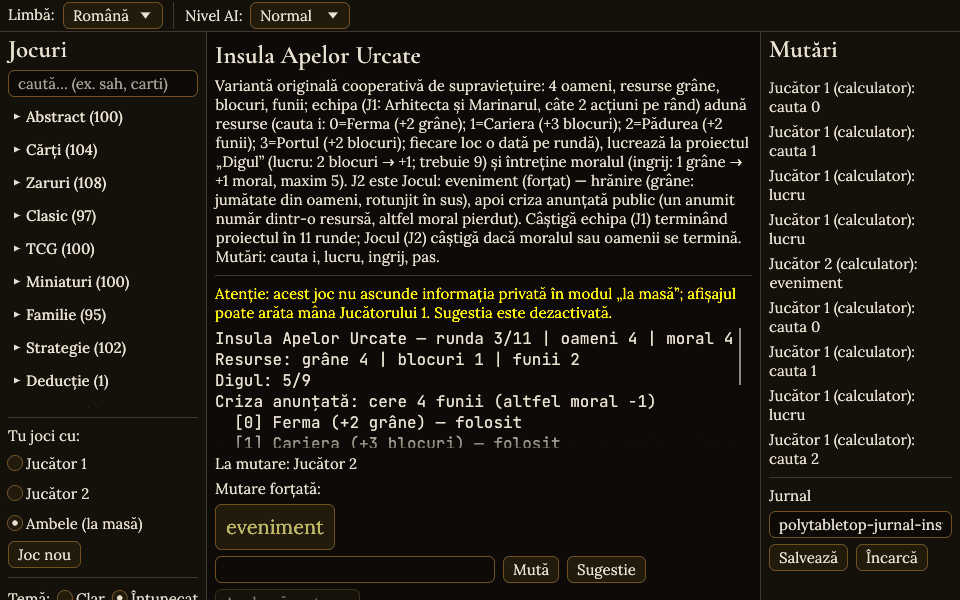 Limbă: Română Nivel AI: Normal
Jocuri
caută... (ex. sah, carti)
Abstract (100)
Cărți (104)
Zaruri (108)
Clasic (97)
TCG (100)
Miniaturi (100)
Familie (95)
Strategie (102)
Deducție (1)
Tu joci cu:
Jucător 1
Jucător 2
Ambele (la masă)
Joc nou
Temă: Clar Întunecat
Insula Apelor Urcate
Variantă originală cooperativă de supraviețuire: 4 oameni, resurse grâne,
blocuri, funii; echipa (J1: Arhitecta și Marinarul, câte 2 acțiuni pe rând) adună
resurse (cauta i: 0=Ferma (+2 grâne); 1=Cariera (+3 blocuri); 2=Pădurea (+2
funii); 3=Portul (+2 blocuri); fiecare loc o dată pe rundă), lucrează la proiectul
„Digul” (lucru: 2 blocuri → +1; trebuie 9) și întreține moralul (ingrij: 1 grâne →
+1 moral, maxim 5). J2 este Jocul: eveniment (forțat) — hrănire (grâne:
jumătate din oameni, rotunjit în sus), apoi criza anunțată public (un anumit
număr dintr-o resursă, altfel moral pierdut). Câștigă echipa (J1) terminând
proiectul în 11 runde; Jocul (J2) câștigă dacă moralul sau oamenii se termină.
Mutări: cauta i, lucru, ingrij, pas.
Atenție: acest joc nu ascunde informația privată în modul „la masă”; afișajul
poate arăta mâna Jucătorului 1. Sugestia este dezactivată.
Insula Apelor Urcate — runda 3/11 | oameni 4 | moral 4
Resurse: grâne 4 | blocuri 1 | funii 2
Digul: 5/9
Criza anunțată: cere 4 funii (altfel moral -1)
[0] Ferma (+2 grâne) — folosit
[1] Cariera (+3 blocuri) — folosit
La mutare: Jucător 2
Mutare forțată:
eveniment
Mută Sugestie
Mutări
Jucător 1 (calculator):
cauta 0
Jucător 1 (calculator):
cauta 1
Jucător 1 (calculator):
lucru
Jucător 1 (calculator):
lucru
Jucător 2 (calculator):
eveniment
Jucător 1 (calculator):
cauta 0
Jucător 1 (calculator):
cauta 1
Jucător 1 (calculator):
lucru
Jucător 1 (calculator):
cauta 2
Jurnal
polytabletop-jurnal-ins
Salvează Încarcă